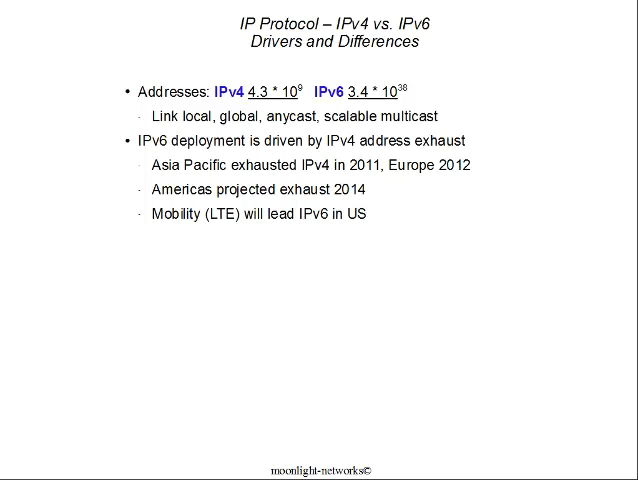 IP Protocol – IPv4 vs. IPv6
Drivers and Differences
• Addresses: IPv4 4.3 * 10⁹ IPv6 3.4 * 10³⁸
- Link local, global, anycast, scalable multicast
• IPv6 deployment is driven by IPv4 address exhaust
- Asia Pacific exhausted IPv4 in 2011, Europe 2012
- Americas projected exhaust 2014
- Mobility (LTE) will lead IPv6 in US
moonlight-networks©